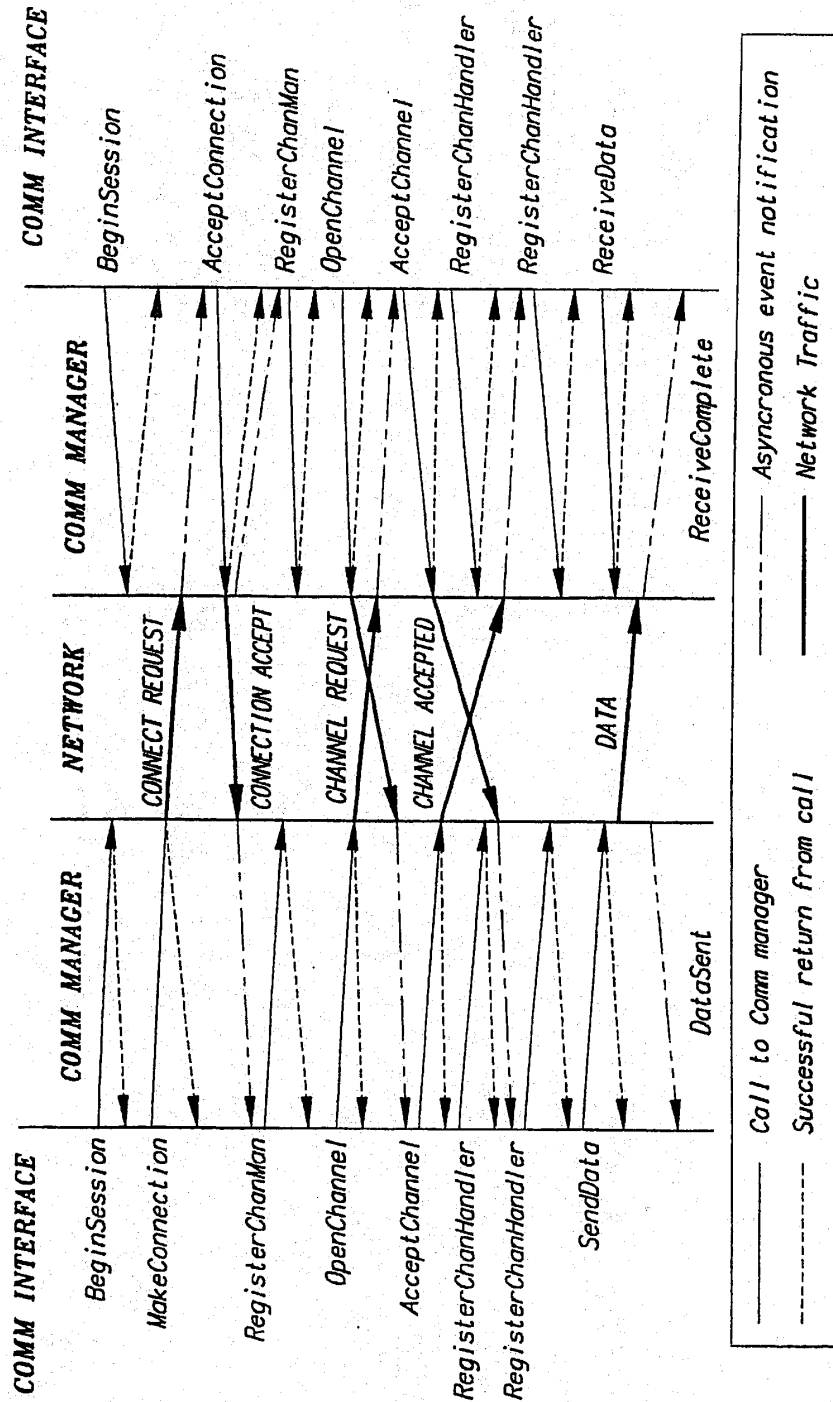 COMM INTERFACE
COMM MANAGER
NETWORK
COMM MANAGER
COMM INTERFACE
BeginSession
MakeConnection
RegisterChanMan
OpenChannel
AcceptChannel
RegisterChanHandler
RegisterChanHandler
SendData
DataSent
CONNECT REQUEST
CONNECTION ACCEPT
CHANNEL REQUEST
CHANNEL ACCEPTED
DATA
ReceiveComplete
BeginSession
AcceptConnection
RegisterChanMan
OpenChannel
AcceptChannel
RegisterChanHandler
RegisterChanHandler
ReceiveData
Call to Comm manager
Asyncronous event notification
Successful return from call
Network Traffic